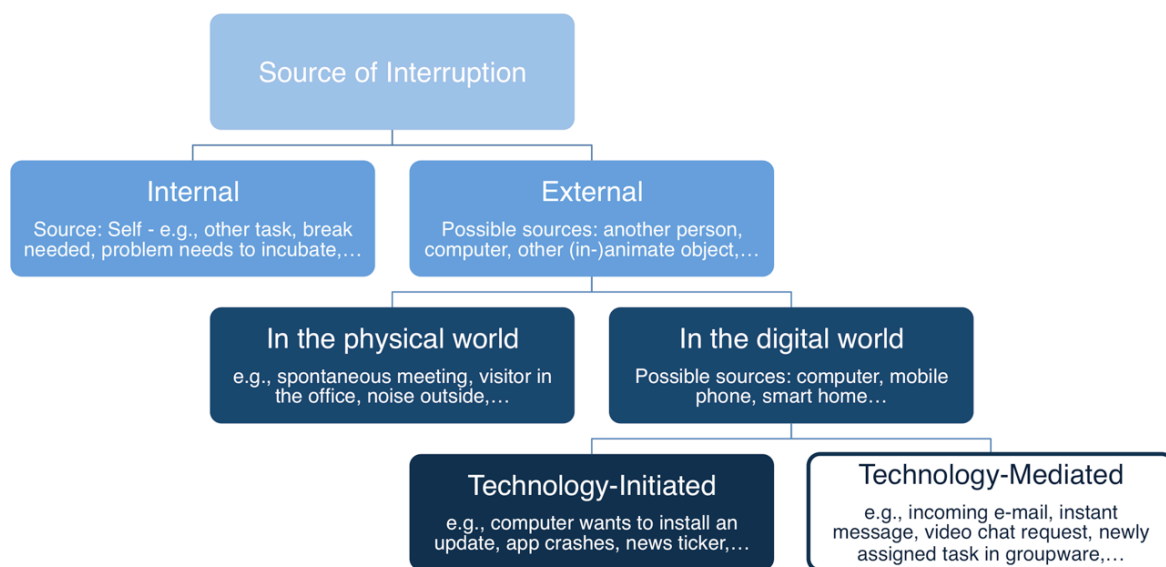 Source of Interruption
Internal
Source: Self - e.g., other task, break
needed, problem needs to incubate,…
External
Possible sources: another person,
computer, other (in-)animate object,…
In the physical world
e.g., spontaneous meeting, visitor in
the office, noise outside,…
In the digital world
Possible sources: computer, mobile
phone, smart home…
Technology-Initiated
e.g., computer wants to install an
update, app crashes, news ticker,…
Technology-Mediated
e.g., incoming e-mail, instant
message, video chat request, newly
assigned task in groupware,…